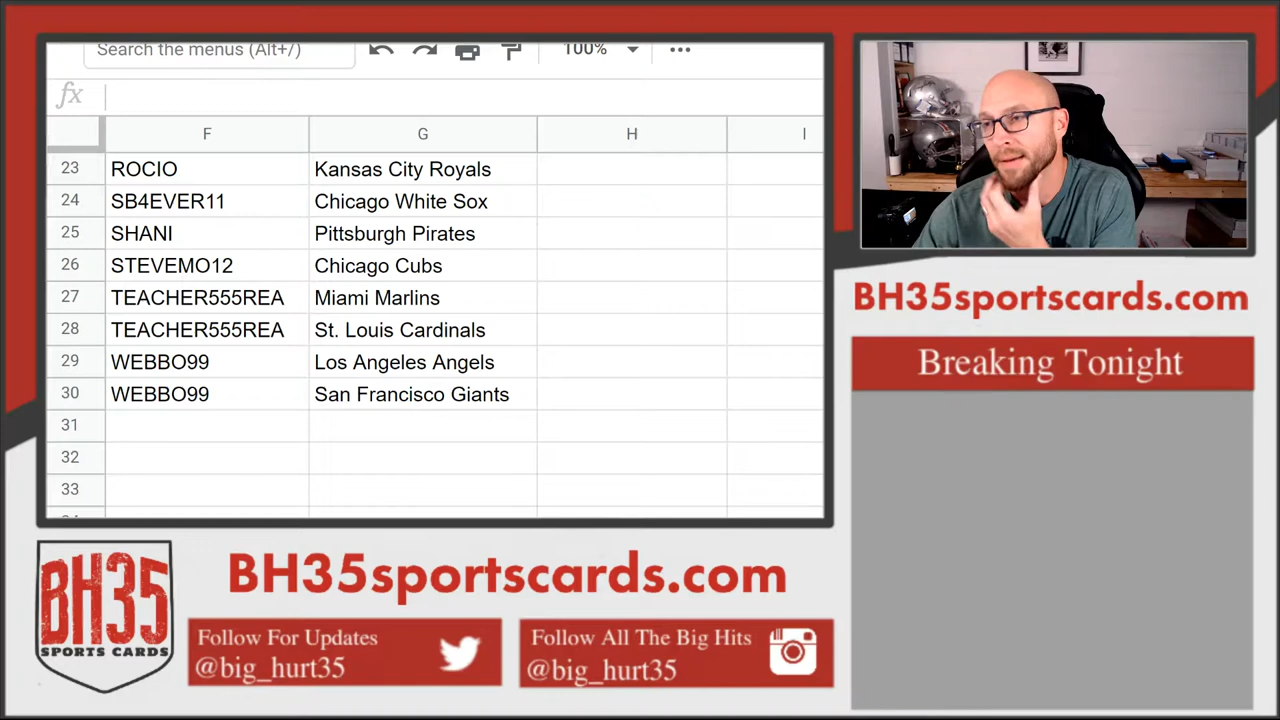 Search the menus (Alt+/)
100%
fx
F G H I
23 ROCIO Kansas City Royals
24 SB4EVER11 Chicago White Sox
25 SHANI Pittsburgh Pirates
26 STEVEMO12 Chicago Cubs
27 TEACHER555REA Miami Marlins
28 TEACHER555REA St. Louis Cardinals
29 WEBBO99 Los Angeles Angels
30 WEBBO99 San Francisco Giants
31
32
33
BH35sportscards.com
Breaking Tonight
BH35
SPORTS CARDS
BH35sportscards.com
Follow For Updates
@big_hurt35
Follow All The Big Hits
@big_hurt35